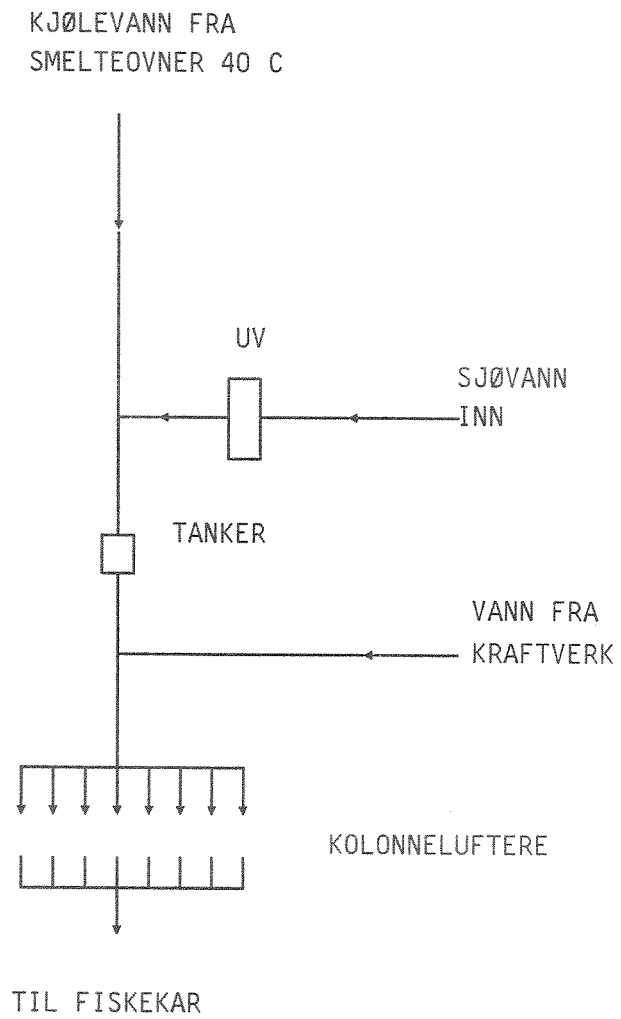 KJØLEVANN FRA
SMELTEOVNER 40 C
UV
SJØVANN
INN
TANKER
VANN FRA
KRAFTVERK
KOLONNELUFTERE
TIL FISKEKAR